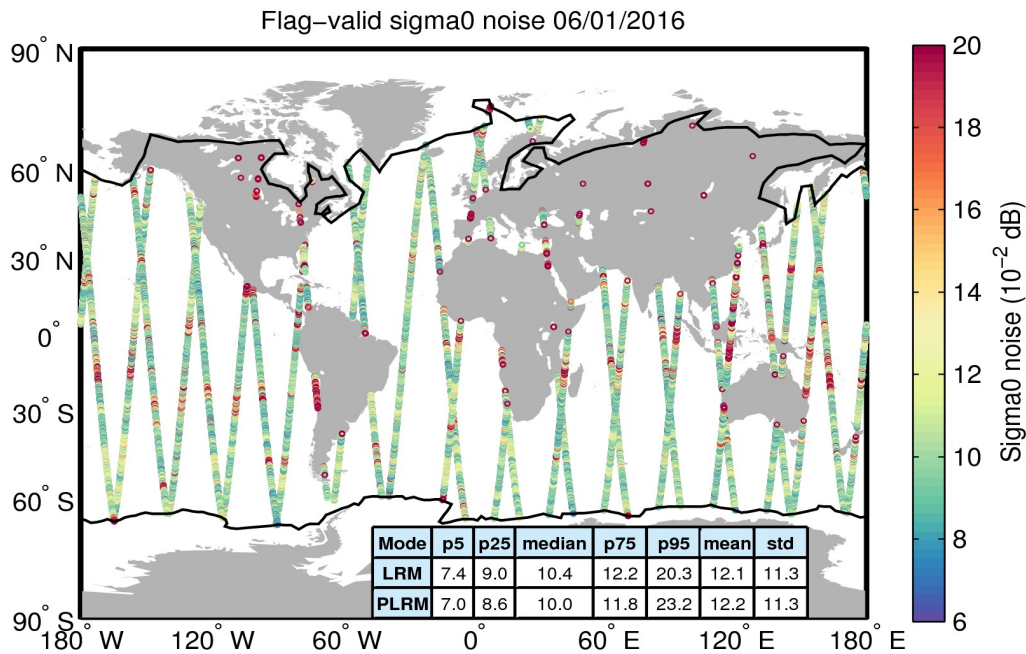 Flag−valid sigma0 noise 06/01/2016
90° N
60° N
30° N
0°
30° S
60° S
90° S
180° W
120° W
60° W
0°
60° E
120° E
180° E
Mode p5 p25 median p75 p95 mean std
LRM 7.4 9.0 10.4 12.2 20.3 12.1 11.3
PLRM 7.0 8.6 10.0 11.8 23.2 12.2 11.3
20
18
16
14
12
10
8
6
Sigma0 noise (10⁻² dB)